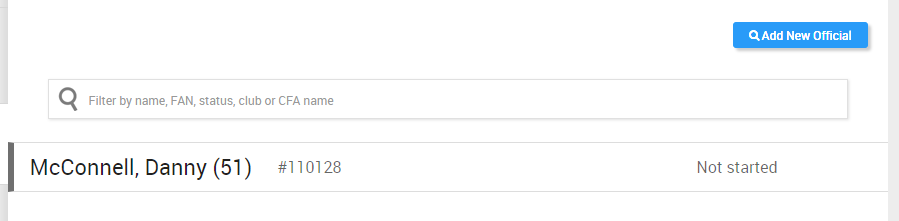 Add New Official
Filter by name, FAN, status, club or CFA name
McConnell, Danny (51) #110128 Not started